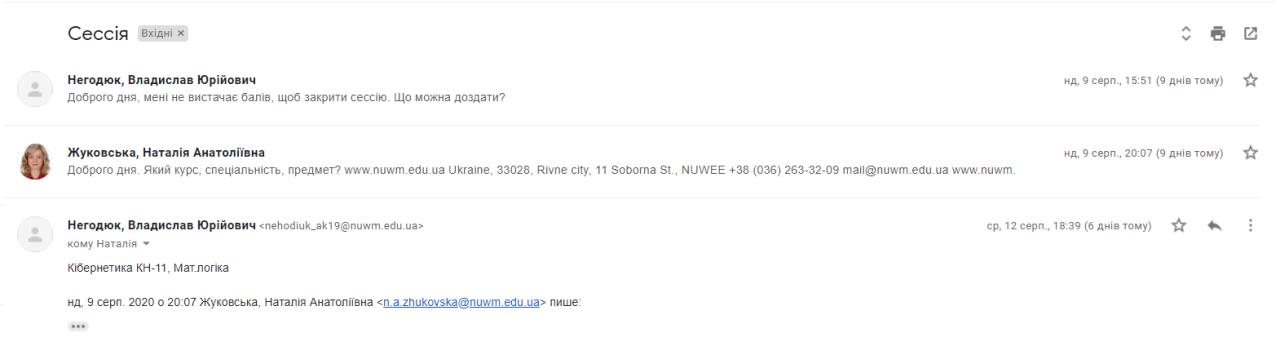 Сессія Вхідні ×
Негодюк, Владислав Юрійович нд, 9 серп., 15:51 (9 днів тому)
Доброго дня, мені не вистачає балів, щоб закрити сессію. Що можна доздати?
Жуковська, Наталія Анатоліївна нд, 9 серп., 20:07 (9 днів тому)
Доброго дня. Який курс, спеціальність, предмет? www.nuwm.edu.ua Ukraine, 33028, Rivne city, 11 Soborna St., NUWEE +38 (036) 263-32-09 mail@nuwm.edu.ua www.nuwm.
Негодюк, Владислав Юрійович <nehodiuk_ak19@nuwm.edu.ua> ср, 12 серп., 18:39 (6 днів тому)
кому Наталія
Кібернетика КН-11, Мат.логіка
нд, 9 серп. 2020 о 20:07 Жуковська, Наталія Анатоліївна <n.a.zhukovska@nuwm.edu.ua> пише: